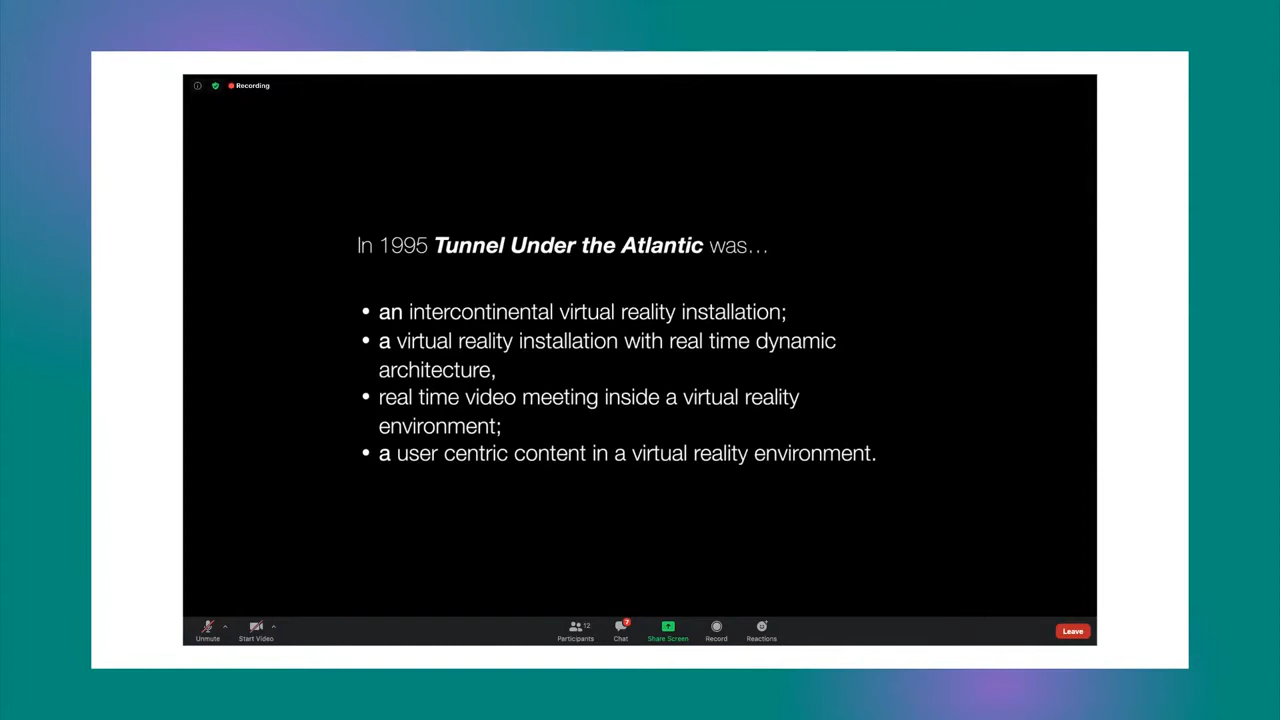 Recording
In 1995 Tunnel Under the Atlantic was…
• an intercontinental virtual reality installation;
• a virtual reality installation with real time dynamic
architecture,
• real time video meeting inside a virtual reality
environment;
• a user centric content in a virtual reality environment.
12
7
Unmute
Start Video
Participants
Chat
Share Screen
Record
Reactions
Leave